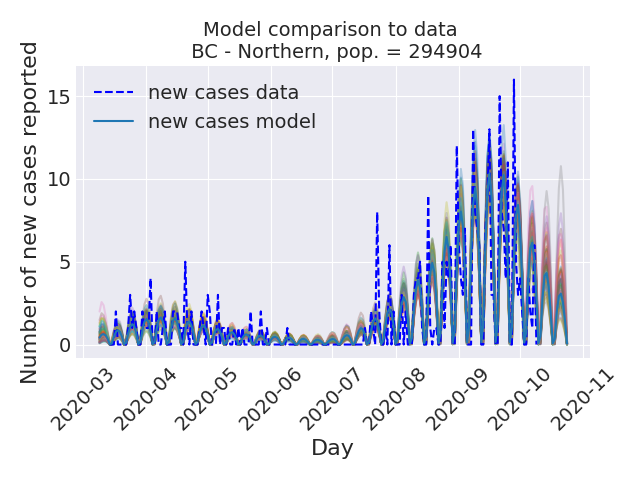 Model comparison to data
BC - Northern, pop. = 294904
new cases data
new cases model
Number of new cases reported
15
10
5
0
2020-03
2020-04
2020-05
2020-06
2020-07
2020-08
2020-09
2020-10
2020-11
Day